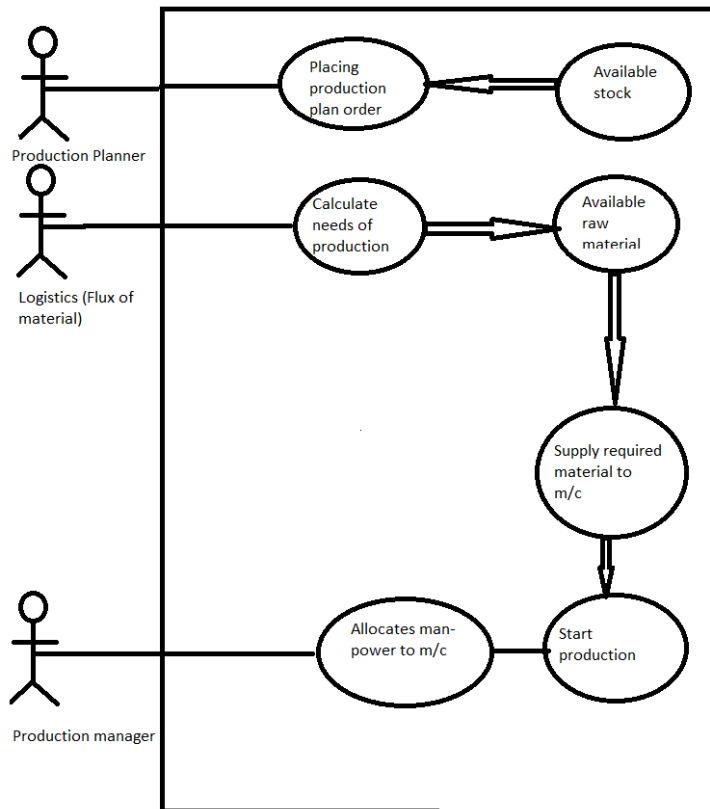 Placing
production
plan order
Available
stock
Production Planner
Calculate
needs of
production
Available
raw
material
Logistics (Flux of
material)
Supply required
material to
m/c
Allocates man-
power to m/c
Start
production
Production manager